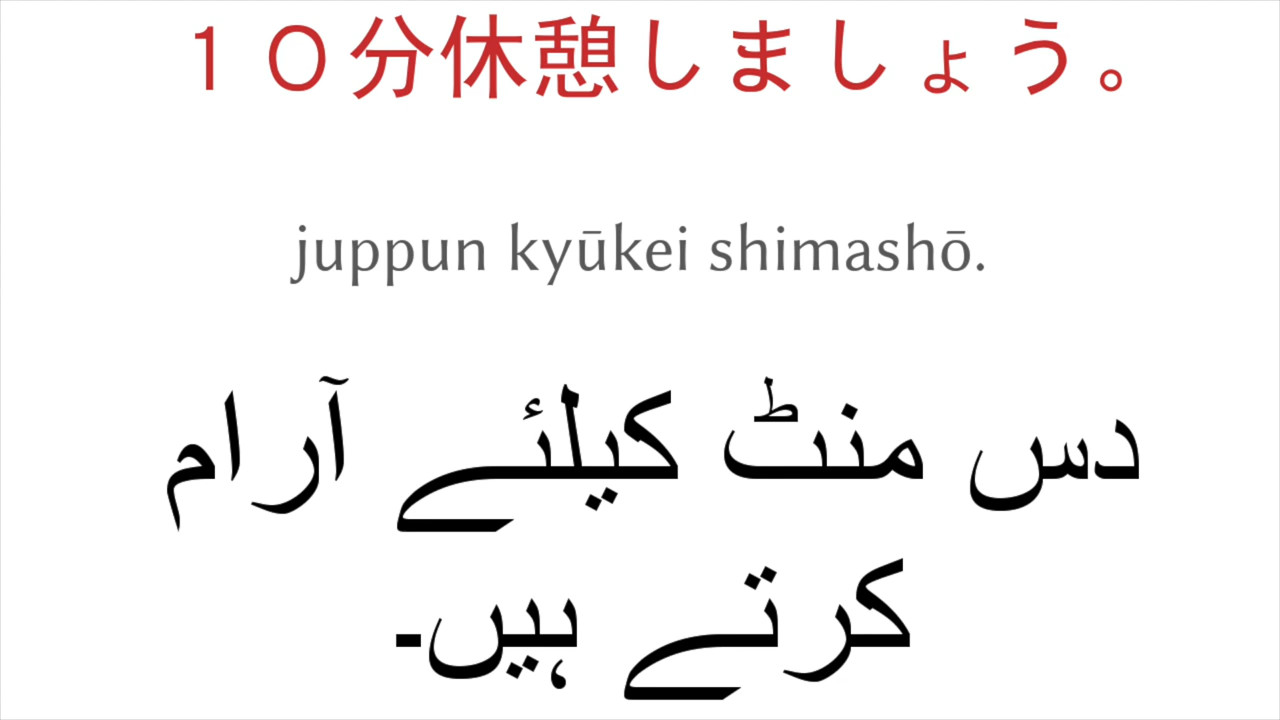 １０分休憩しましょう。
juppun kyūkei shimashō.
دس منٹ کیلئے آرام
کرتے ہیں۔